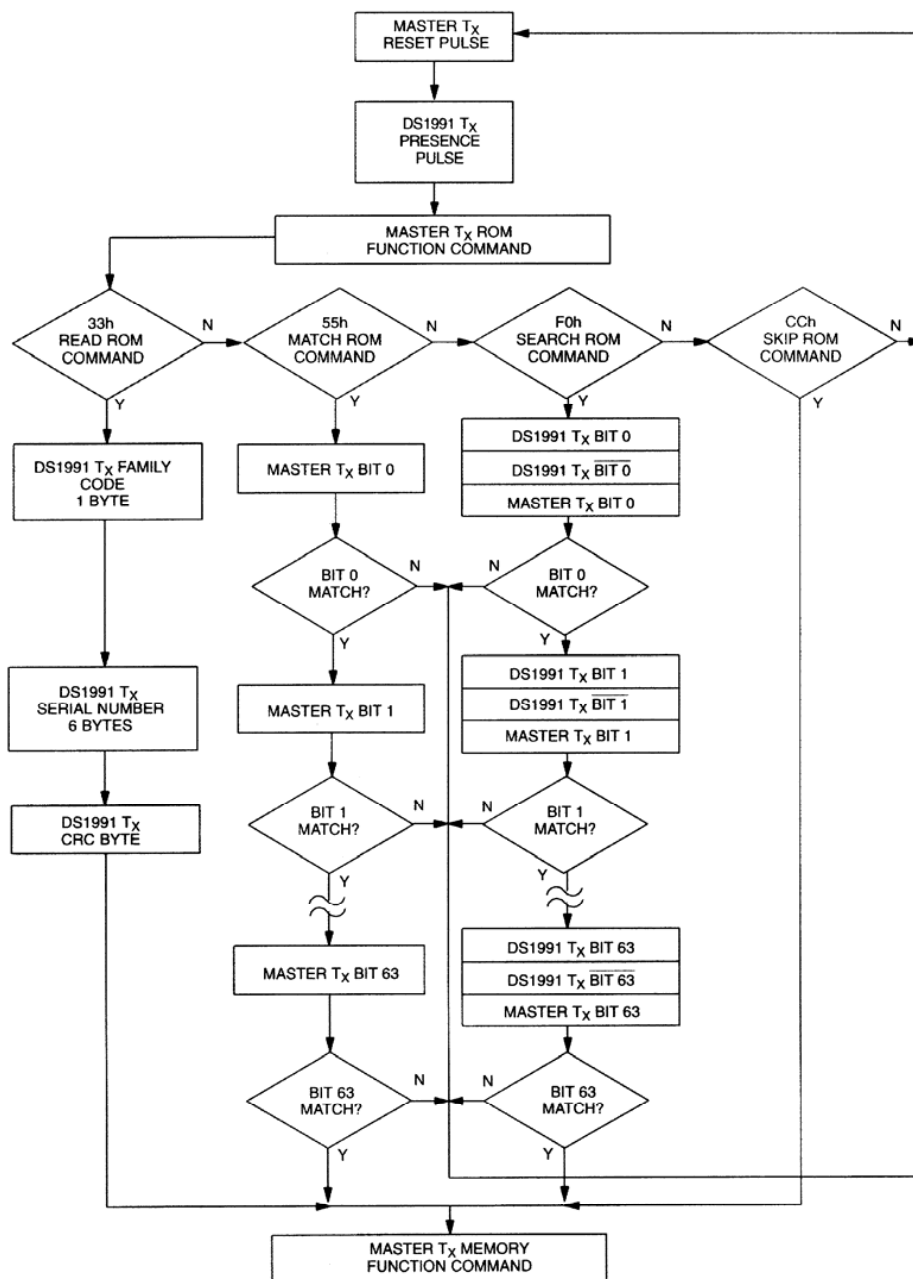 MASTER TX
RESET PULSE
DS1991 TX
PRESENCE
PULSE
MASTER TX ROM
FUNCTION COMMAND
33h
READ ROM
COMMAND
N
Y
55h
MATCH ROM
COMMAND
N
Y
F0h
SEARCH ROM
COMMAND
N
Y
CCh
SKIP ROM
COMMAND
N
Y
DS1991 TX FAMILY
CODE
1 BYTE
DS1991 TX
SERIAL NUMBER
6 BYTES
DS1991 TX
CRC BYTE
MASTER TX BIT 0
BIT 0
MATCH?
N
Y
MASTER TX BIT 1
BIT 1
MATCH?
N
Y
MASTER TX BIT 63
BIT 63
MATCH?
N
Y
DS1991 TX BIT 0
DS1991 TX BIT 0
MASTER TX BIT 0
BIT 0
MATCH?
N
Y
DS1991 TX BIT 1
DS1991 TX BIT 1
MASTER TX BIT 1
BIT 1
MATCH?
N
Y
DS1991 TX BIT 63
DS1991 TX BIT 63
MASTER TX BIT 63
BIT 63
MATCH?
N
Y
MASTER TX MEMORY
FUNCTION COMMAND